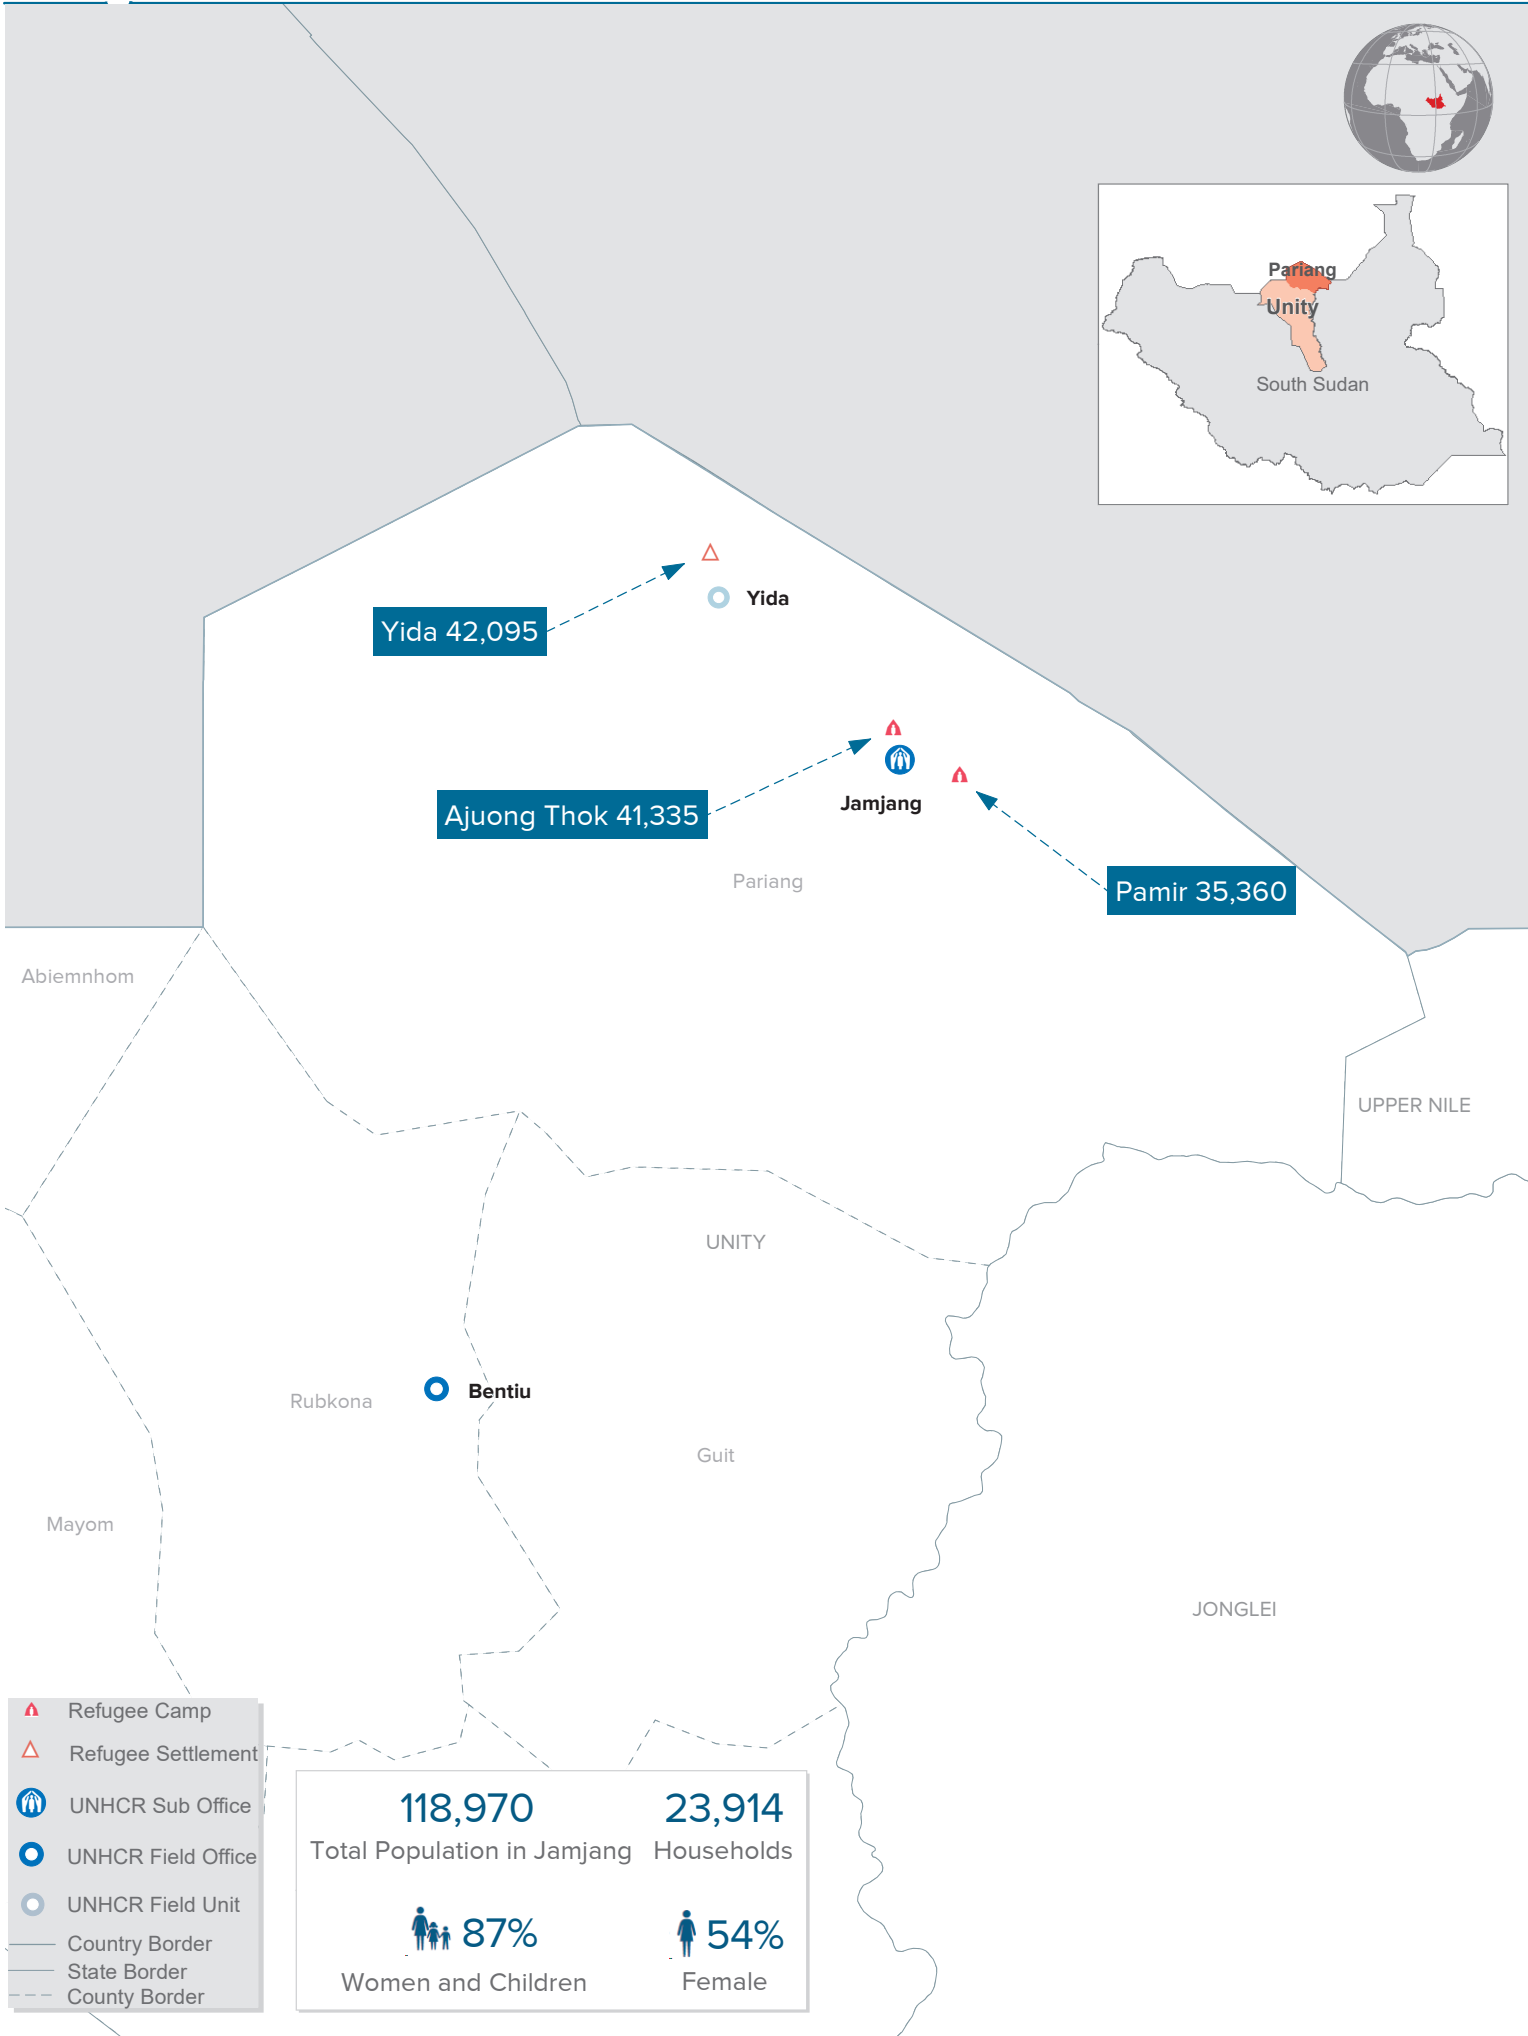 Pariang
Unity
South Sudan
Yida
Yida 42,095
Ajuong Thok 41,335
Jamjang
Pamir 35,360
Pariang
Abiemnhom
UPPER NILE
UNITY
Rubkona
Bentiu
Guit
Mayom
JONGLEI
Refugee Camp
Refugee Settlement
UNHCR Sub Office
UNHCR Field Office
UNHCR Field Unit
Country Border
State Border
County Border
118,970
Total Population in Jamjang
23,914
Households
87%
Women and Children
54%
Female